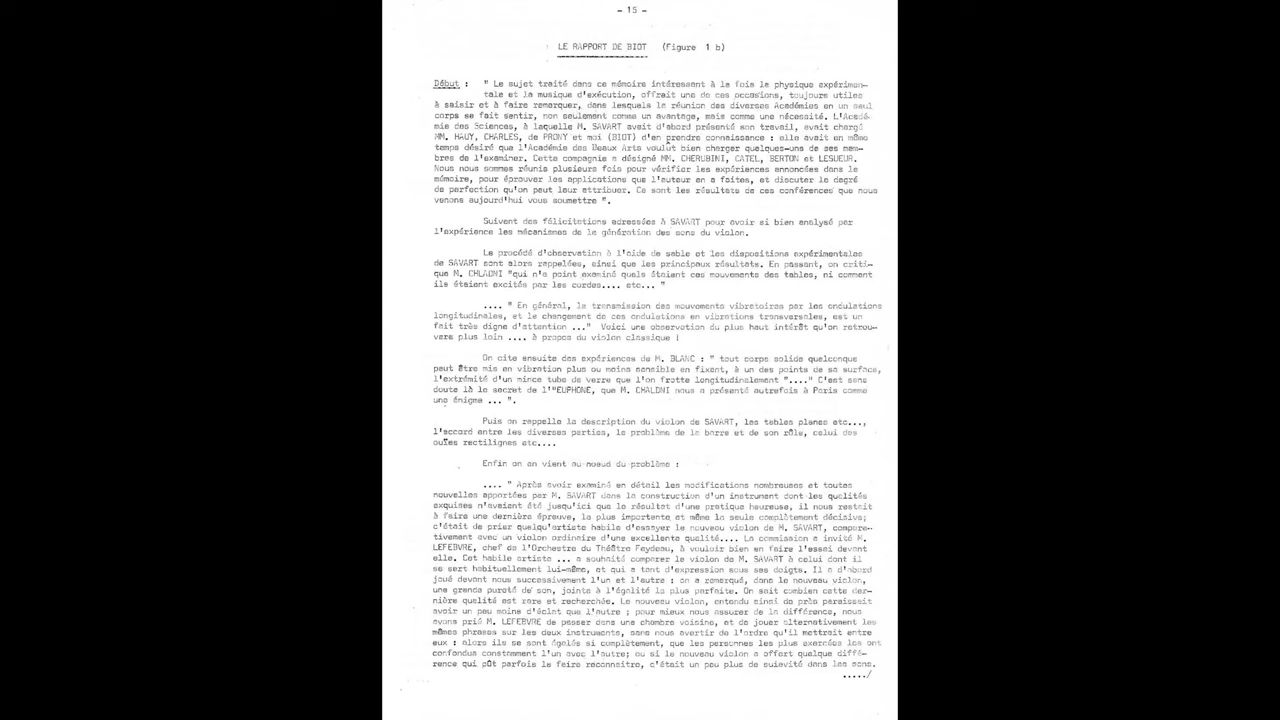 - 15 -
LE RAPPORT DE BIOT (Figure 1 b)
Début : " Le sujet traité dans ce mémoire intéressant à la fois la physique expérimen-
tale et la musique d'exécution, offrait une de ces occasions, toujours utiles
à saisir et à faire remarquer, dans lesquels la réunion des diverses Académies en un seul
corps se fait sentir, non seulement comme un avantage, mais comme une nécessité. L'Acadé-
mie des Sciences, à laquelle M. SAVART avait d'abord présenté son travail, avait chargé
MM. HAUY, CHARLES, de PRONY et moi (BIOT) d'en prendre connaissance : elle avait en même
temps désiré que l'Académie des Beaux Arts voulût bien charger quelques-uns de ses mem-
bres de l'examiner. Cette compagnie a désigné MM. CHERUBINI, CATEL, BERTON et LESUEUR.
Nous nous sommes réunis plusieurs fois pour vérifier les expériences annoncées dans le
mémoire, pour éprouver les applications que l'auteur en a faites, et discuter le degré
de perfection qu'on peut leur attribuer. Ce sont les résultats de ces conférences que nous
venons aujourd'hui vous soumettre ".
Suivent des félicitations adressées à SAVART pour avoir si bien analysé par
l'expérience les mécanismes de la génération des sons du violon.
Le procédé d'observation à l'aide de sable et les dispositions expérimentales
de SAVART sont alors rappelées, ainsi que les principaux résultats. En passant, on criti-
que M. CHLADNI "qui n'a point examiné quels étaient ces mouvements des tables, ni comment
ils étaient excités par les cordes.... etc... "
.... " En général, la transmission des mouvements vibratoires par les ondulations
longitudinales, et le changement de ces ondulations en vibrations transversales, est un
fait très digne d'attention ..." Voici une observation du plus haut intérêt qu'on retrou-
vera plus loin .... à propos du violon classique !
On cite ensuite des expériences de M. BLANC : " tout corps solide quelconque
peut être mis en vibration plus ou moins sensible en fixant, à un des points de sa surface,
l'extrémité d'un mince tube de verre que l'on frotte longitudinalement "...." C'est sans
doute là le secret de l'"EUPHONE, que M. CHALDNI nous a présenté autrefois à Paris comme
une énigme ... ".
Puis on rappelle la description du violon de SAVART, les tables planes etc...,
l'accord entre les diverses parties, le problème de la barre et de son rôle, celui des
ouïes rectilignes etc....
Enfin on en vient au noeud du problème :
.... " Après avoir examiné en détail les modifications nombreuses et toutes
nouvelles apportées par M. SAVART dans la construction d'un instrument dont les qualités
exquises n'avaient été jusqu'ici que le résultat d'une pratique heureuse, il nous restait
à faire une dernière épreuve, la plus importante et même la seule complètement décisive;
c'était de prier quelqu'artiste habile d'essayer le nouveau violon de M. SAVART, compara-
tivement avec un violon ordinaire d'une excellente qualité.... La commission a invité M.
LEFEBVRE, chef de l'Orchestre du Théâtre Feydeau, à vouloir bien en faire l'essai devant
elle. Cet habile artiste ... a souhaité comparer le violon de M. SAVART à celui dont il
se sert habituellement lui-même, et qui a tant d'expression sous ses doigts. Il a d'abord
joué devant nous successivement l'un et l'autre : on a remarqué, dans le nouveau violon,
une grande pureté de son, jointe à l'égalité la plus parfaite. On sait combien cette der-
nière qualité est rare et recherchée. Le nouveau violon, entendu ainsi de près paraissait
avoir un peu moins d'éclat que l'autre ; pour mieux nous assurer de la différence, nous
avons prié M. LEFEBVRE de passer dans une chambre voisine, et de jouer alternativement les
mêmes phrases sur les deux instruments, sans nous avertir de l'ordre qu'il mettrait entre
eux : alors ils se sont égalés si complètement, que les personnes les plus exercées les ont
confondus constamment l'un avec l'autre; ou si le nouveau violon a offert quelque diffé-
rence qui pût parfois le faire reconnaitre, c'était un peu plus de suavité dans les sons.
...../